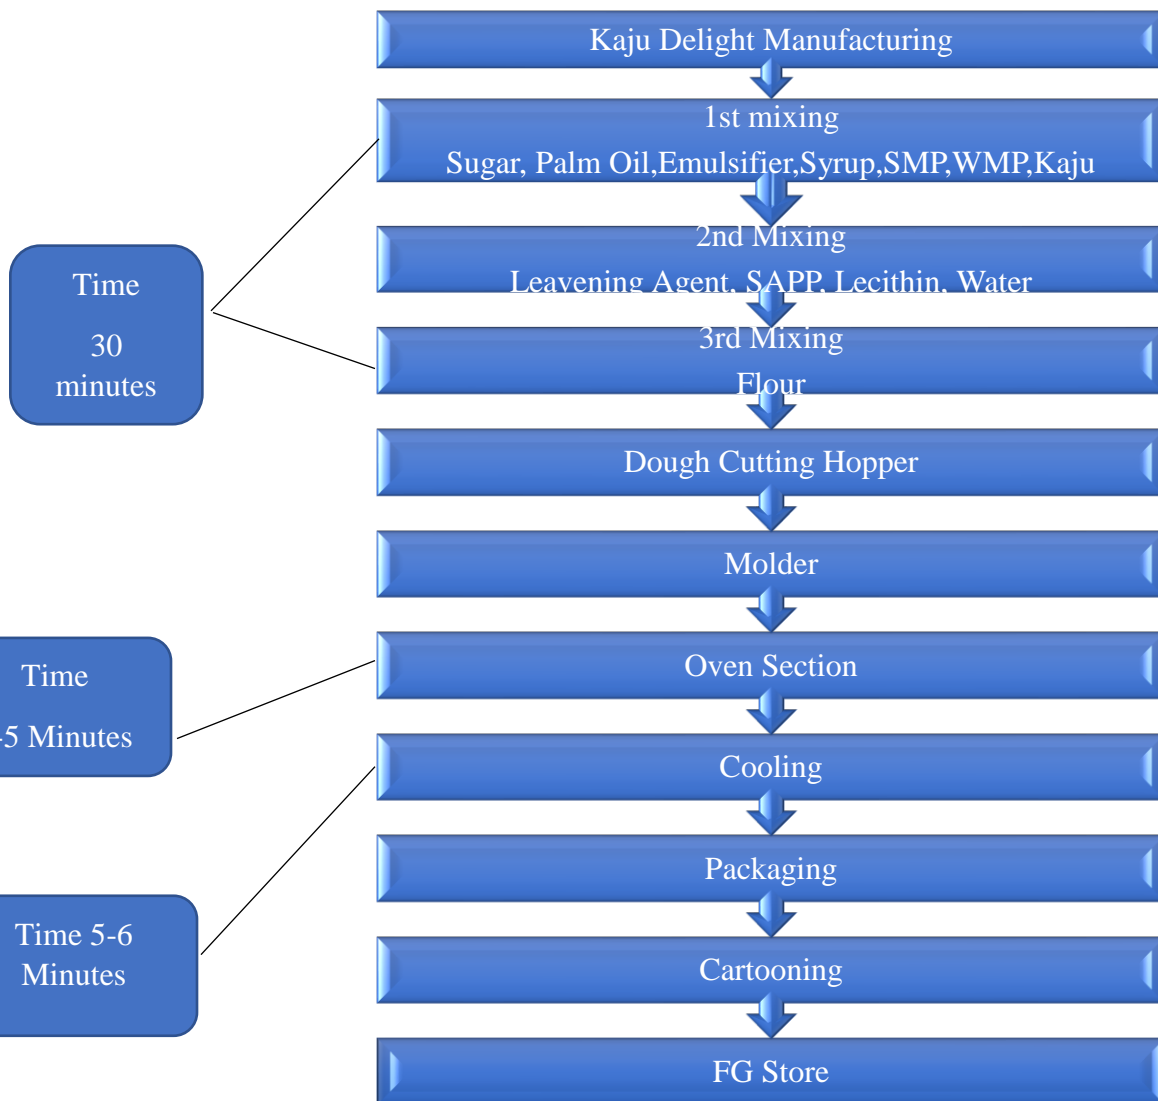 Kaju Delight Manufacturing
1st mixing
Sugar, Palm Oil,Emulsifier,Syrup,SMP,WMP,Kaju
2nd Mixing
Leavening Agent, SAPP, Lecithin, Water
3rd Mixing
Flour
Dough Cutting Hopper
Molder
Oven Section
Cooling
Packaging
Cartooning
FG Store
Time
30
minutes
Time
-5 Minutes
Time 5-6
Minutes